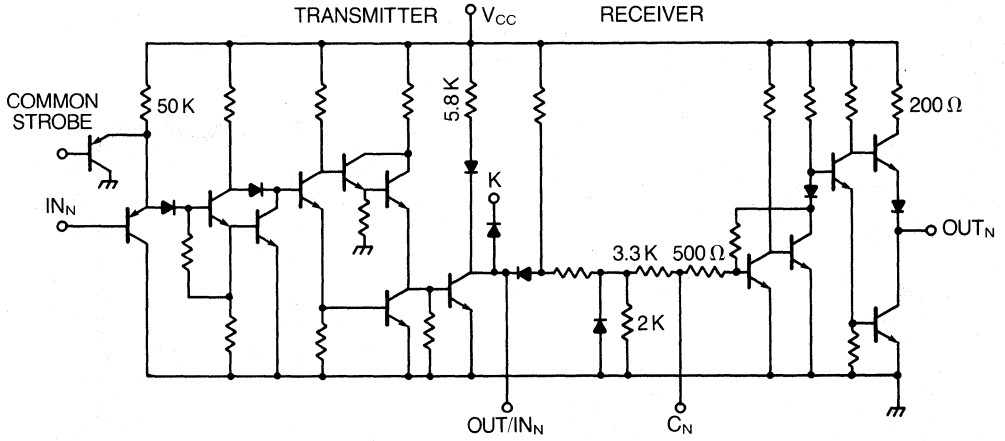 TRANSMITTER
V_CC
RECEIVER
COMMON
STROBE
50 K
5.8 K
200 Ω
K
IN_N
OUT_N
3.3 K
500 Ω
2 K
OUT/IN_N
C_N